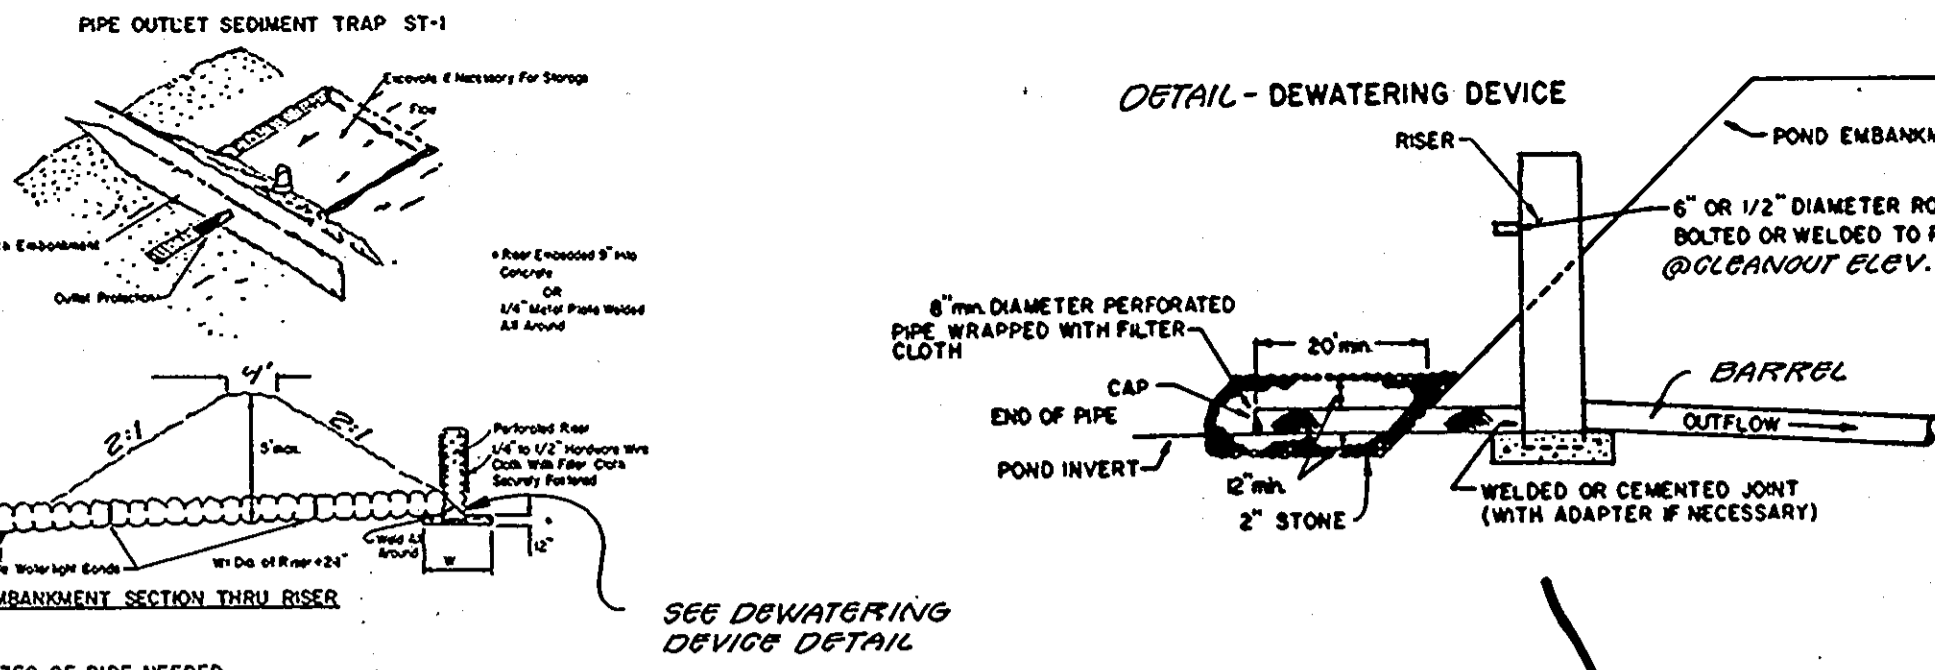 PIPE OUTLET SEDIMENT TRAP ST-1
Excavate if Necessary For Storage
Slope
Embankment
Outlet Protection
* Riser Embedded 9" into
Concrete
OR
1/4" Metal Plate Welded
All Around
4'
2:1
2:1
5' max.
Perforated Riser
1/4" to 1/2" Hardware Wire
Cloth With Filter Cloth
Securely Fastened
Weld All
Around
W
12"
*
Watertight Bands
W= Dia. of Riser +
EMBANKMENT SECTION THRU RISER
SEE DEWATERING
DEVICE DETAIL
OF PIPE NEEDED
DETAIL - DEWATERING DEVICE
RISER
POND EMBANKM
6" OR 1/2" DIAMETER RO
BOLTED OR WELDED TO
@CLEANOUT ELEV.
8" min. DIAMETER PERFORATED
PIPE WRAPPED WITH FILTER
CLOTH
20' min.
CAP
END OF PIPE
BARREL
OUTFLOW
POND INVERT
12" min.
2" STONE
WELDED OR CEMENTED JOINT
(WITH ADAPTER IF NECESSARY)